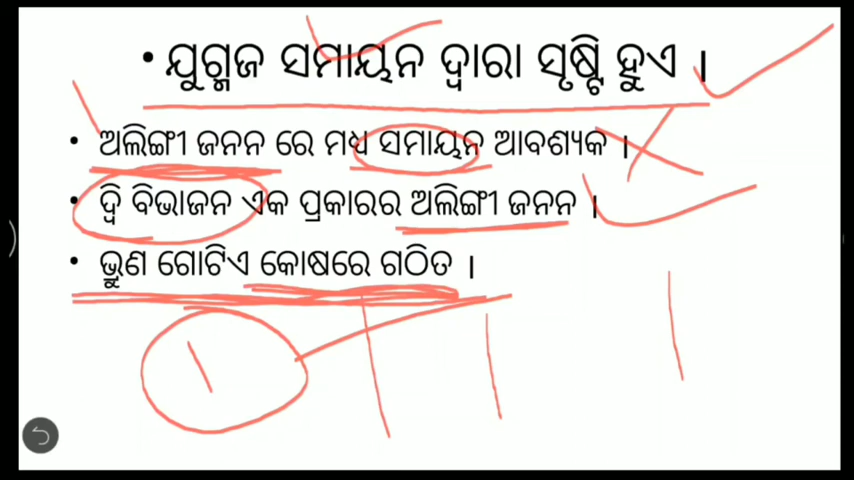 • ଯୁଗ୍ମଜ ସମାୟନ ଦ୍ୱାରା ସୃଷ୍ଟି ହୁଏ ।
• ଅଲିଙ୍ଗୀ ଜନନ ରେ ମଧ୍ୟ ସମାୟନ ଆବଶ୍ୟକ ।
• ଦ୍ଵି ବିଭାଜନ ଏକ ପ୍ରକାରର ଅଲିଙ୍ଗୀ ଜନନ ।
• ଭ୍ରୁଣ ଗୋଟିଏ କୋଷରେ ଗଠିତ ।